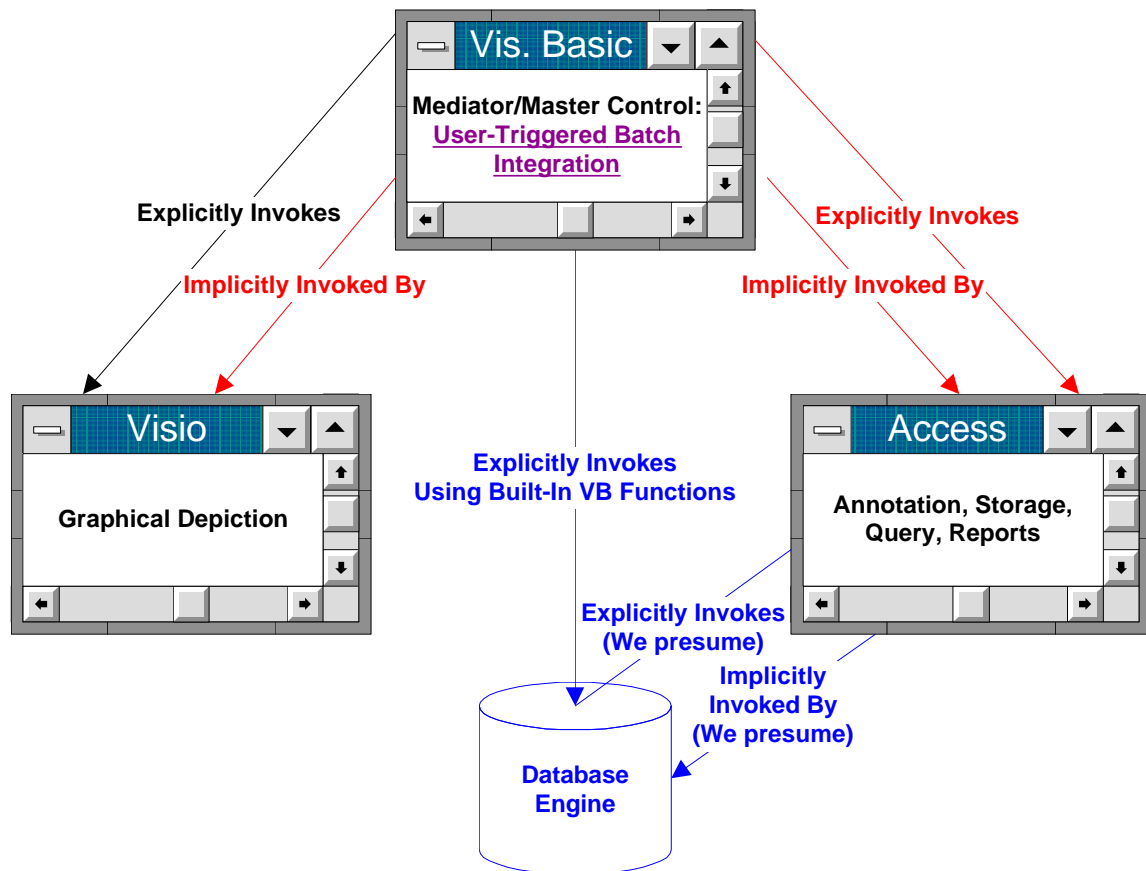 Vis. Basic
Mediator/Master Control:
User-Triggered Batch
Integration
Explicitly Invokes
Implicitly Invoked By
Explicitly Invokes
Implicitly Invoked By
Visio
Graphical Depiction
Explicitly Invokes
Using Built-In VB Functions
Access
Annotation, Storage,
Query, Reports
Explicitly Invokes
(We presume)
Implicitly
Invoked By
(We presume)
Database
Engine